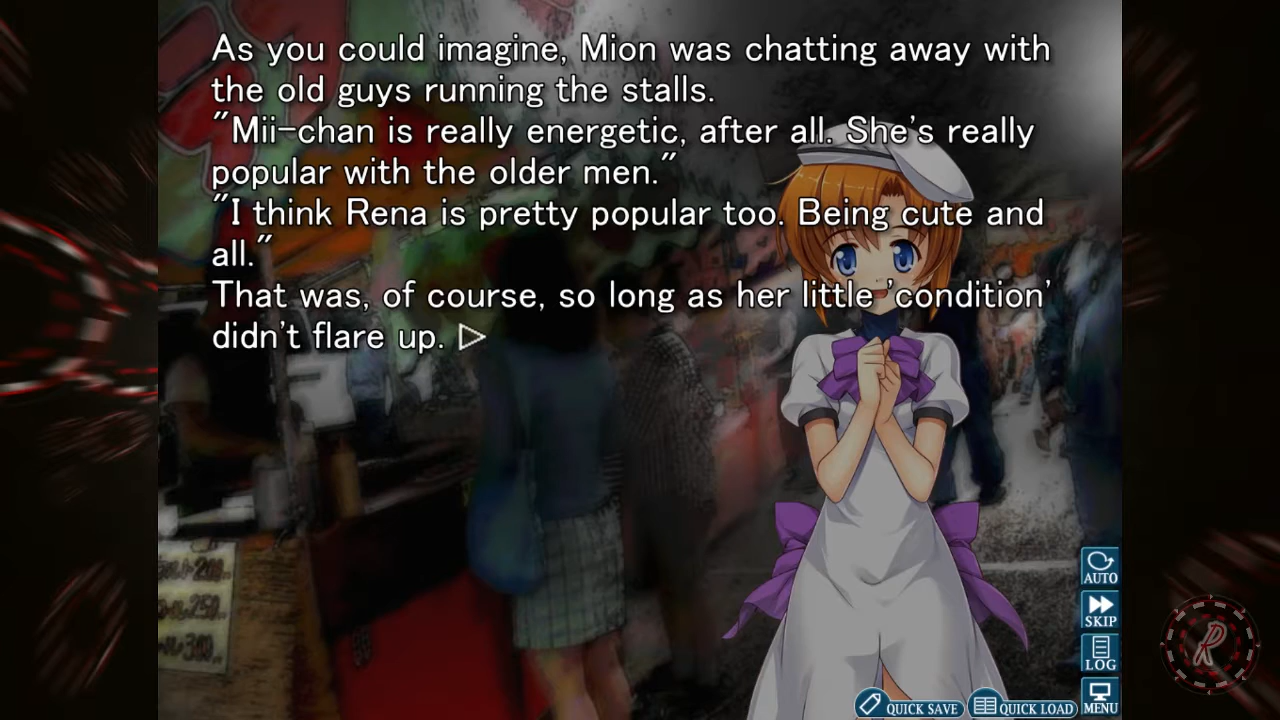 As you could imagine, Mion was chatting away with
the old guys running the stalls.
"Mii-chan is really energetic, after all. She's really
popular with the older men."
"I think Rena is pretty popular too. Being cute and
all."
That was, of course, so long as her little 'condition'
didn't flare up.
AUTO
SKIP
LOG
MENU
QUICK SAVE
QUICK LOAD
R